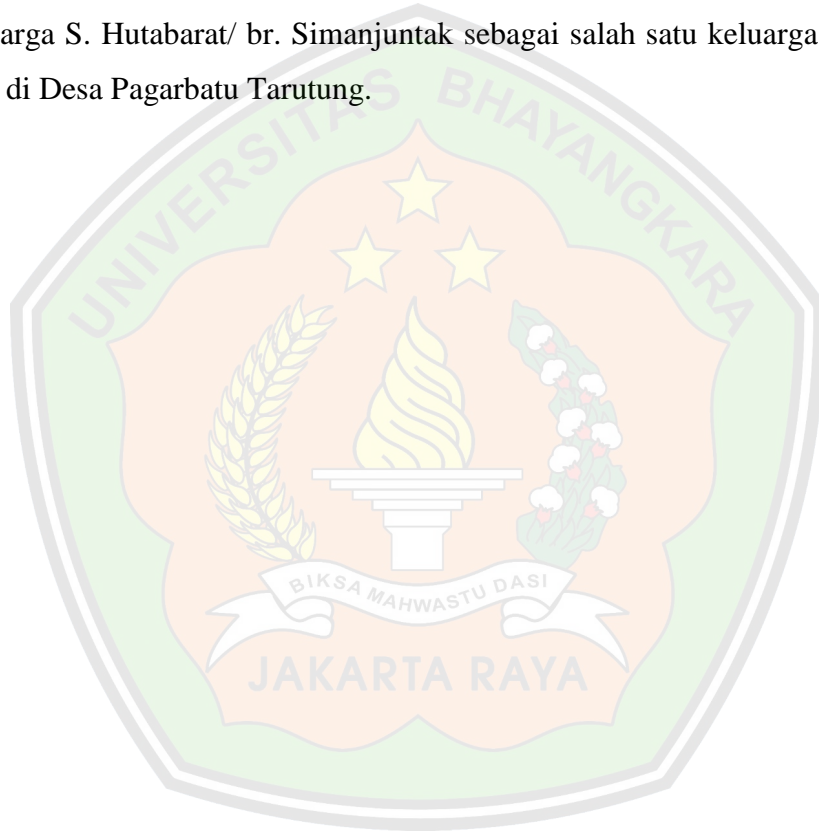 arga S. Hutabarat/ br. Simanjuntak sebagai salah satu keluarga
di Desa Pagarbatu Tarutung.
UNIVERSITAS BHAYANGKARA
BIKSA MAHWASTU DASI
JAKARTA RAYA